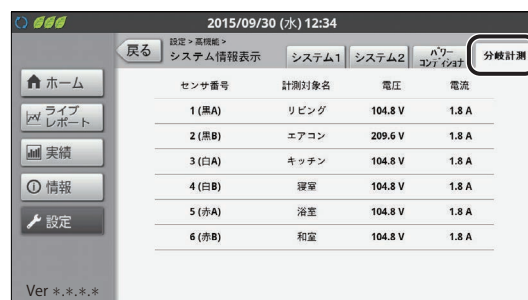 2015/09/30 (水) 12:34
戻る
設定 > 高機能 >
システム情報表示
システム1
システム2
パワー
コンディショナ
分岐計測
ホーム
ライブ
レポート
実績
情報
設定
Ver *.*.*.*
センサ番号 計測対象名 電圧 電流
1 (黒A) リビング 104.8 V 1.8 A
2 (黒B) エアコン 209.6 V 1.8 A
3 (白A) キッチン 104.8 V 1.8 A
4 (白B) 寝室 104.8 V 1.8 A
5 (赤A) 浴室 104.8 V 1.8 A
6 (赤B) 和室 104.8 V 1.8 A